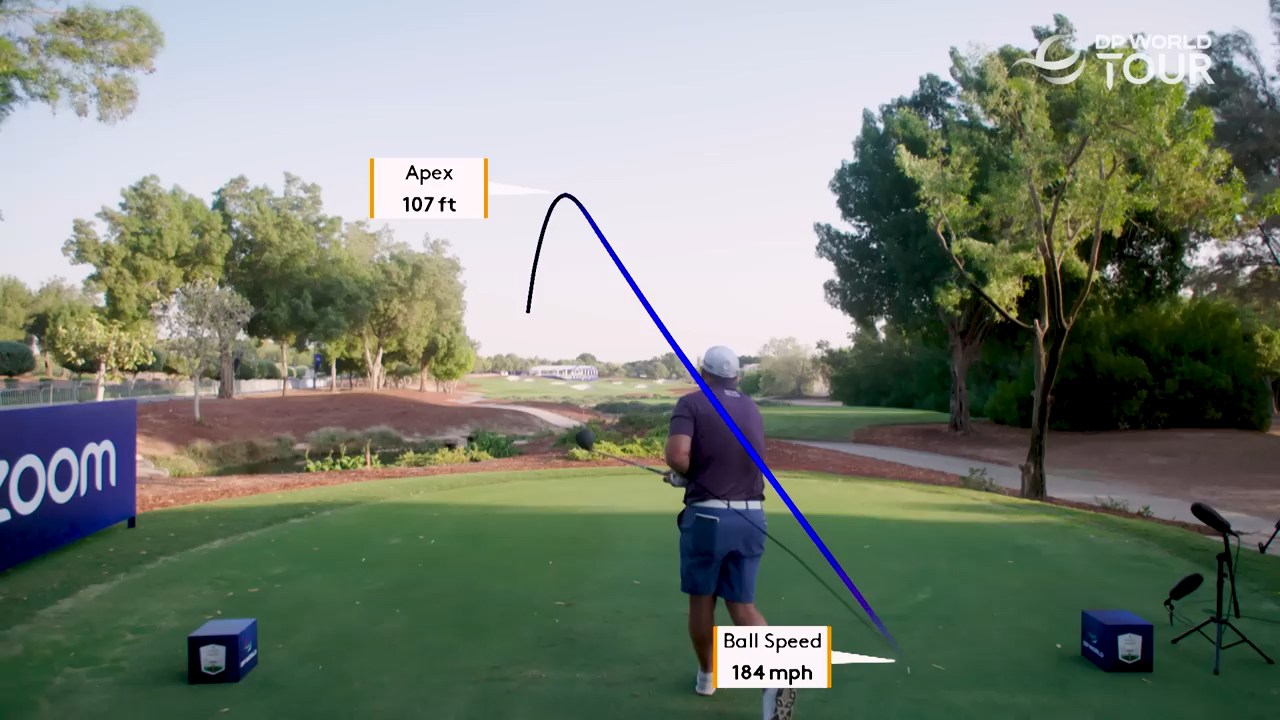 DP WORLD
TOUR
Apex
107 ft
zoom
Ball Speed
184 mph